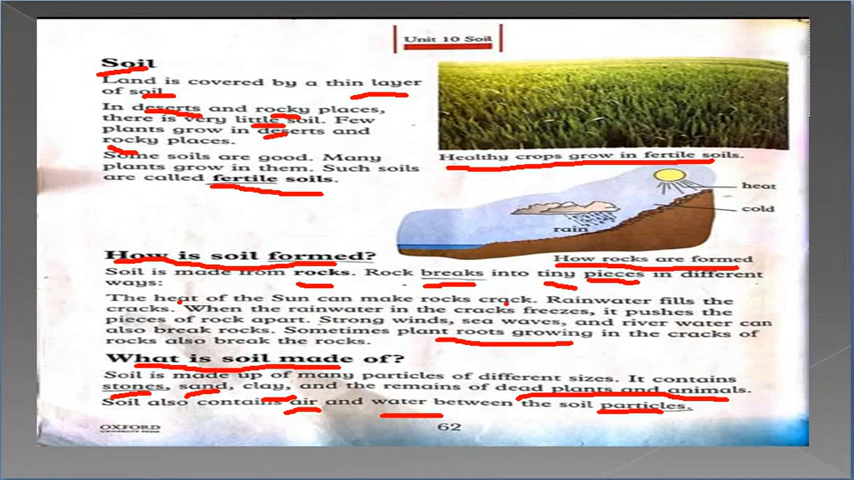 Unit 10 Soil
Soil
Land is covered by a thin layer
of soil.
In deserts and rocky places,
there is very little soil. Few
plants grow in deserts and
rocky places.
Some soils are good. Many
plants grow in them. Such soils
are called fertile soils.
Healthy crops grow in fertile soils.
heat
cold
rain
How rocks are formed
How is soil formed?
Soil is made from rocks. Rock breaks into tiny pieces in different
ways:
The heat of the Sun can make rocks crack. Rainwater fills the
cracks. When the rainwater in the cracks freezes, it pushes the
pieces of rock apart. Strong winds, sea waves, and river water can
also break rocks. Sometimes plant roots growing in the cracks of
rocks also break the rocks.
What is soil made of?
Soil is made up of many particles of different sizes. It contains
stones, sand, clay, and the remains of dead plants and animals.
Soil also contains air and water between the soil particles.
OXFORD
UNIVERSITY PRESS
62